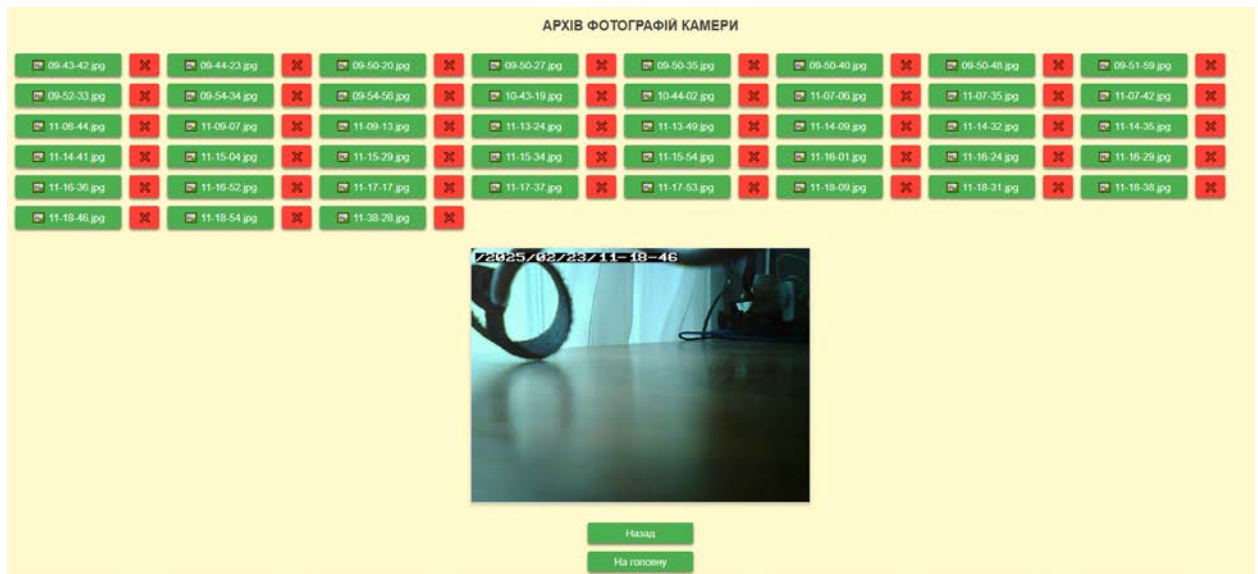 АРХІВ ФОТОГРАФІЙ КАМЕРИ
09-43-42.jpg 09-44-23.jpg 09-50-20.jpg 09-50-27.jpg 09-50-35.jpg 09-50-40.jpg 09-50-48.jpg 09-51-59.jpg
09-52-33.jpg 09-54-34.jpg 09-54-56.jpg 10-43-19.jpg 10-44-02.jpg 11-07-06.jpg 11-07-35.jpg 11-07-42.jpg
11-08-44.jpg 11-09-07.jpg 11-09-13.jpg 11-13-24.jpg 11-13-49.jpg 11-14-09.jpg 11-14-32.jpg 11-14-35.jpg
11-14-41.jpg 11-15-04.jpg 11-15-29.jpg 11-15-34.jpg 11-15-54.jpg 11-16-01.jpg 11-16-24.jpg 11-16-29.jpg
11-16-36.jpg 11-16-52.jpg 11-17-17.jpg 11-17-37.jpg 11-17-53.jpg 11-18-09.jpg 11-18-31.jpg 11-18-38.jpg
11-18-46.jpg 11-18-54.jpg 11-38-28.jpg
/2025/02/23/11-18-46
Назад
На головну